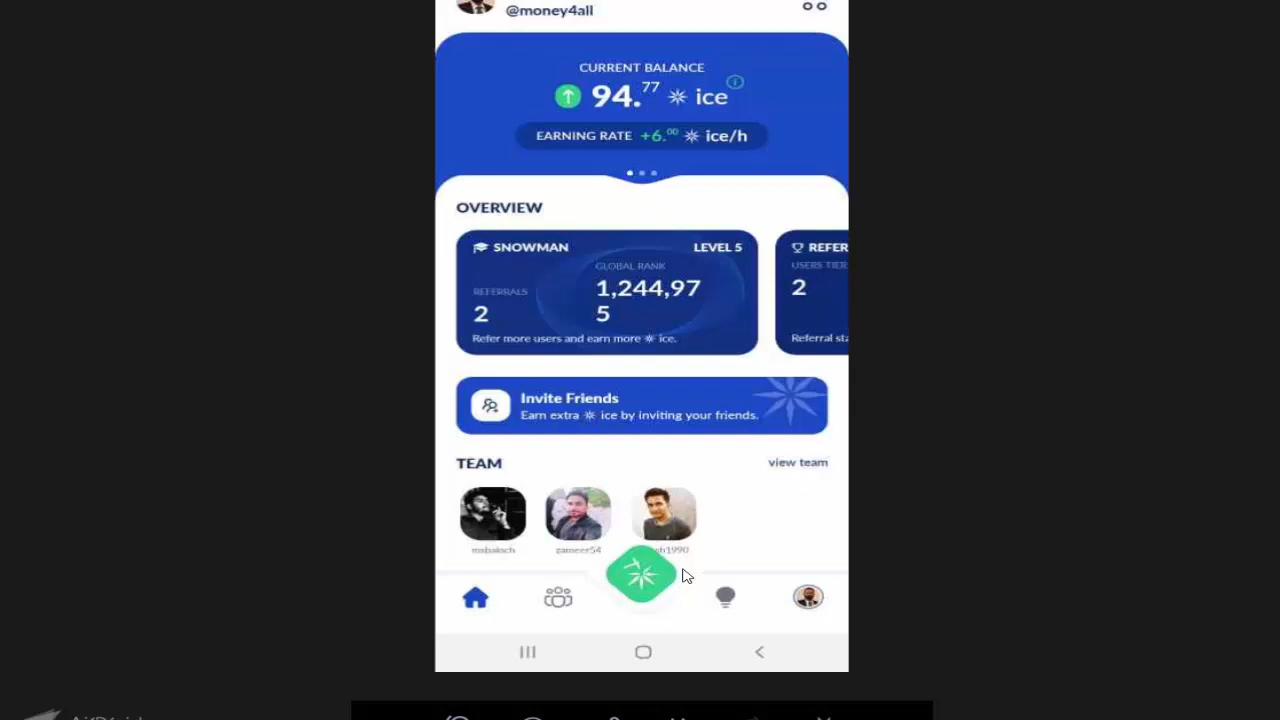 @money4all
CURRENT BALANCE
94.77 ice
EARNING RATE +6.00 ice/h
OVERVIEW
SNOWMAN LEVEL 5
REFERRALS
2
GLOBAL RANK
1,244,97
5
Refer more users and earn more ice.
REFER
USERS TIER
2
Referral sta
Invite Friends
Earn extra ice by inviting your friends.
TEAM view team
msbaloch zameer54 sh1990